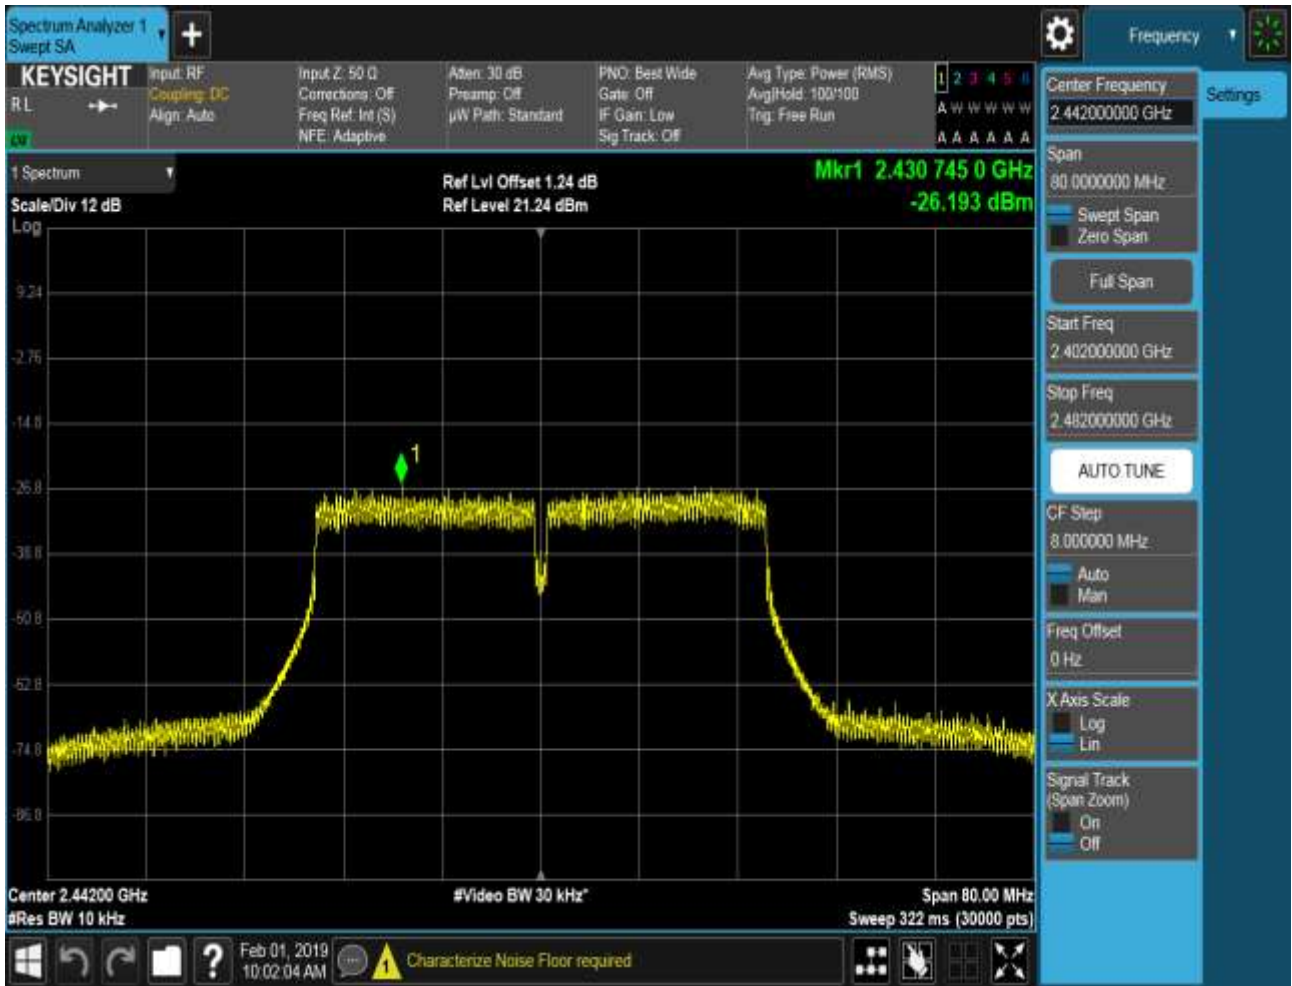 Spectrum Analyzer 1
Swept SA
+
Frequency
KEYSIGHT
RL
LXI
Input: RF
Coupling: DC
Align: Auto
Input Z: 50 Ω
Corrections: Off
Freq Ref: Int (S)
NFE: Adaptive
Atten: 30 dB
Preamp: Off
µW Path: Standard
PNO: Best Wide
Gate: Off
IF Gain: Low
Sig Track: Off
Avg Type: Power (RMS)
Avg|Hold: 100/100
Trig: Free Run
1 2 3 4 5 6
A W W W W W
A A A A A A
1 Spectrum
Scale/Div 12 dB
Log
Ref Lvl Offset 1.24 dB
Ref Level 21.24 dBm
Mkr1 2.430 745 0 GHz
-26.193 dBm
9.24
-2.76
-14.8
-26.8
-38.8
-50.8
-62.8
-74.8
-86.8
1
Center 2.44200 GHz
#Res BW 10 kHz
#Video BW 30 kHz*
Span 80.00 MHz
Sweep 322 ms (30000 pts)
Center Frequency
2.442000000 GHz
Settings
Span
80.0000000 MHz
Swept Span
Zero Span
Full Span
Start Freq
2.402000000 GHz
Stop Freq
2.482000000 GHz
AUTO TUNE
CF Step
8.000000 MHz
Auto
Man
Freq Offset
0 Hz
X Axis Scale
Log
Lin
Signal Track
(Span Zoom)
On
Off
?
Feb 01, 2019
10:02:04 AM
1
Characterize Noise Floor required